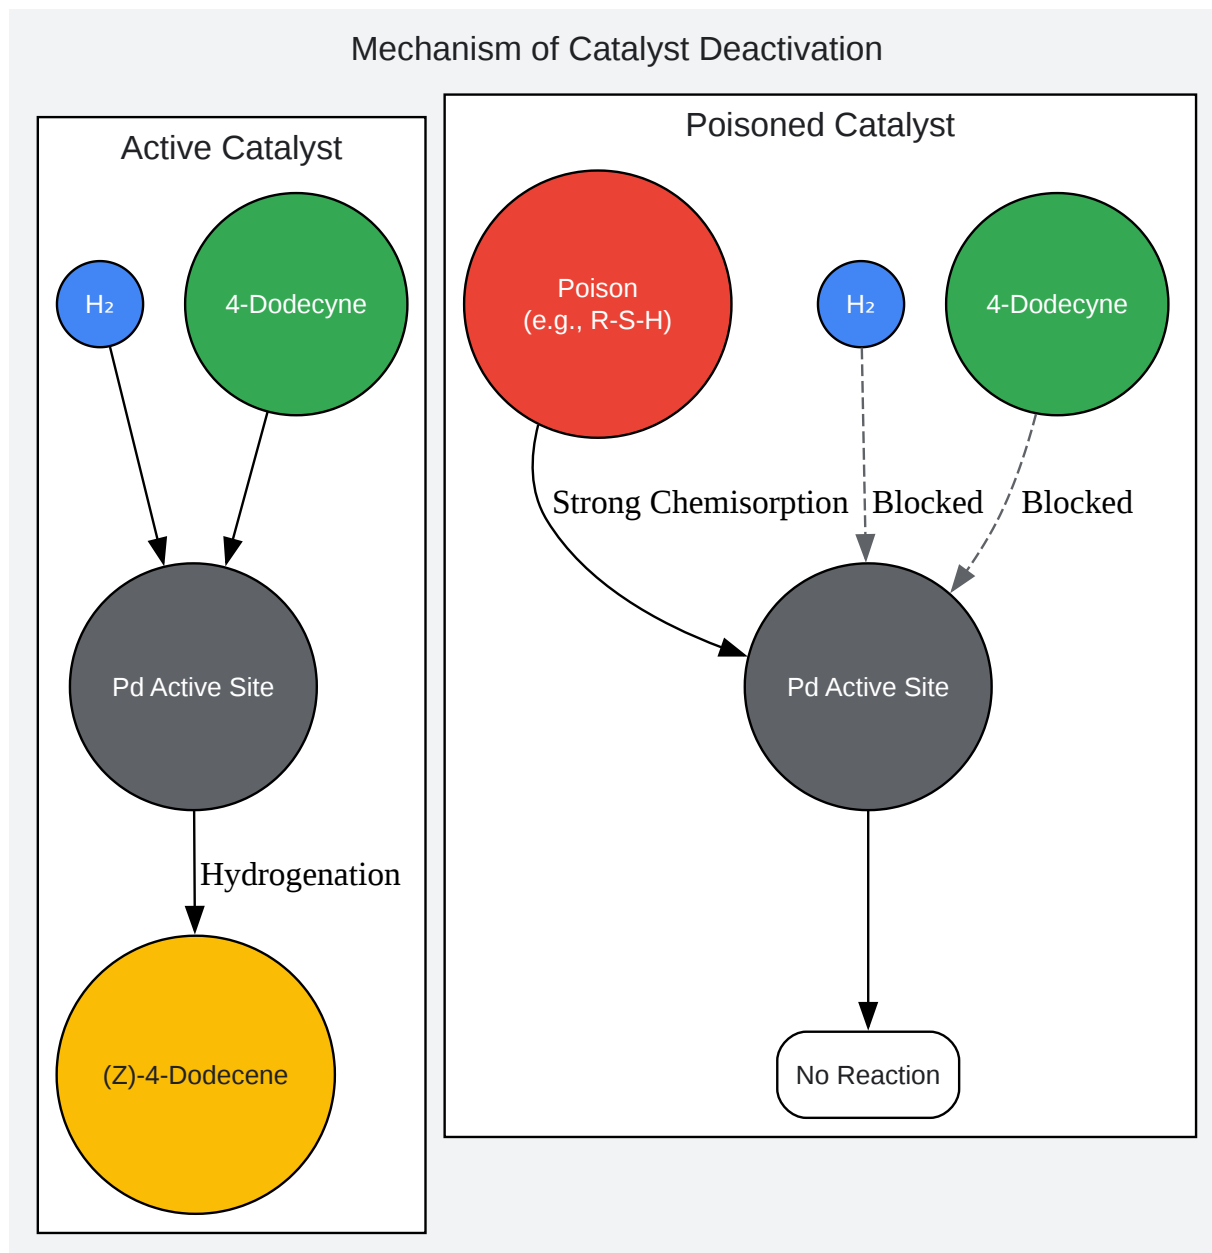 Mechanism of Catalyst Deactivation
Active Catalyst
H₂
4-Dodecyne
Pd Active Site
Hydrogenation
(Z)-4-Dodecene
Poisoned Catalyst
Poison
(e.g., R-S-H)
H₂
4-Dodecyne
Strong Chemisorption
Blocked
Blocked
Pd Active Site
No Reaction